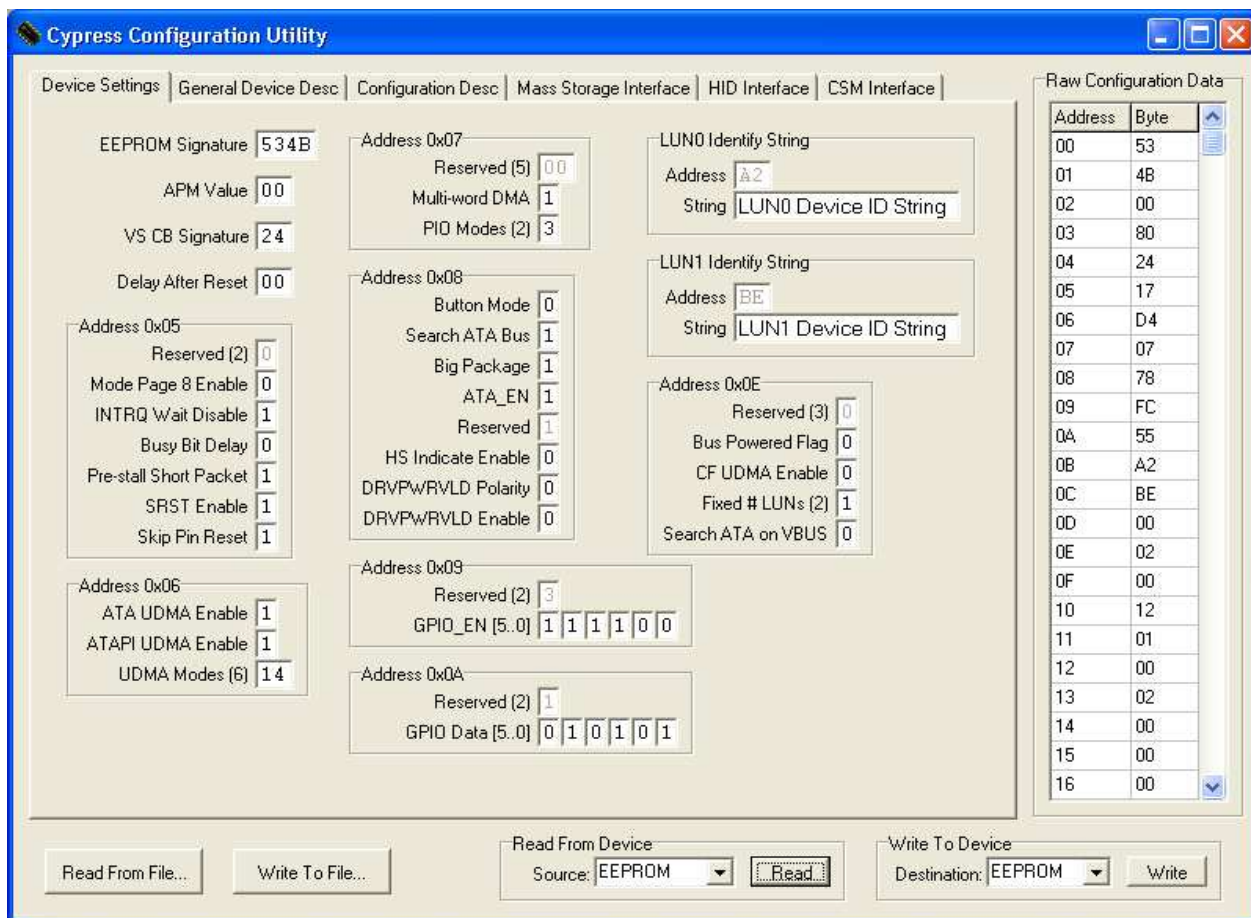 Cypress Configuration Utility
Device Settings General Device Desc Configuration Desc Mass Storage Interface HID Interface CSM Interface
EEPROM Signature 534B
APM Value 00
VS CB Signature 24
Delay After Reset 00
Address 0x05
Reserved (2) 0
Mode Page 8 Enable 0
INTRQ Wait Disable 1
Busy Bit Delay 0
Pre-stall Short Packet 1
SRST Enable 1
Skip Pin Reset 1
Address 0x06
ATA UDMA Enable 1
ATAPI UDMA Enable 1
UDMA Modes (6) 14
Address 0x07
Reserved (5) 00
Multi-word DMA 1
PIO Modes (2) 3
Address 0x08
Button Mode 0
Search ATA Bus 1
Big Package 1
ATA_EN 1
Reserved 1
HS Indicate Enable 0
DRVPWRVLD Polarity 0
DRVPWRVLD Enable 0
Address 0x09
Reserved (2) 3
GPIO_EN [5..0] 1 1 1 1 0 0
Address 0x0A
Reserved (2) 1
GPIO Data [5..0] 0 1 0 1 0 1
LUN0 Identify String
Address A2
String LUN0 Device ID String
LUN1 Identify String
Address BE
String LUN1 Device ID String
Address 0x0E
Reserved (3) 0
Bus Powered Flag 0
CF UDMA Enable 0
Fixed # LUNs (2) 1
Search ATA on VBUS 0
Raw Configuration Data
Address Byte
00 53
01 4B
02 00
03 80
04 24
05 17
06 D4
07 07
08 78
09 FC
0A 55
0B A2
0C BE
0D 00
0E 02
0F 00
10 12
11 01
12 00
13 02
14 00
15 00
16 00
Read From File... Write To File...
Read From Device
Source: EEPROM Read
Write To Device
Destination: EEPROM Write